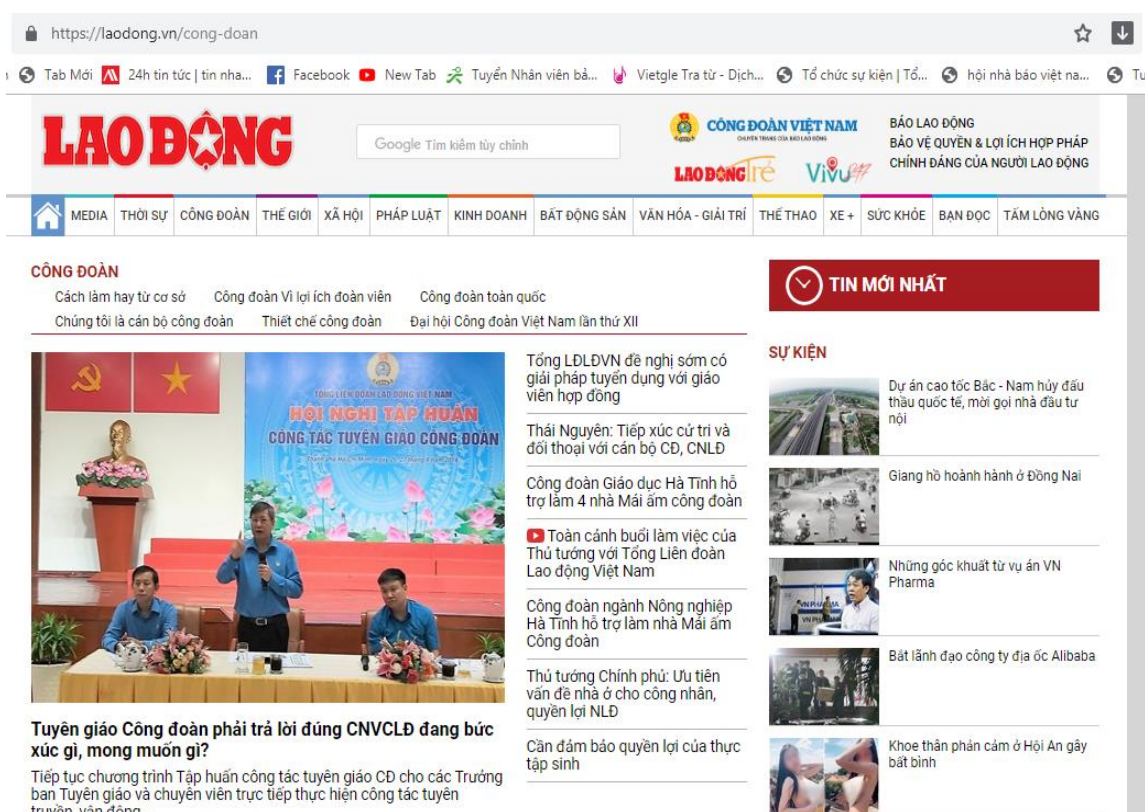 https://laodong.vn/cong-doan
Tab Mới 24h tin tức | tin nha... Facebook New Tab Tuyển Nhân viên bả... Vietgle Tra từ - Dịch... Tổ chức sự kiện | Tổ... hội nhà báo việt na...
LAO ĐỘNG
Google Tìm kiếm tùy chỉnh
CÔNG ĐOÀN VIỆT NAM
CHUYÊN TRANG CỦA BÁO LAO ĐỘNG
LAO ĐỘNG Trẻ
VivU 247
BÁO LAO ĐỘNG
BẢO VỆ QUYỀN & LỢI ÍCH HỢP PHÁP
CHÍNH ĐÁNG CỦA NGƯỜI LAO ĐỘNG
MEDIA THỜI SỰ CÔNG ĐOÀN THẾ GIỚI XÃ HỘI PHÁP LUẬT KINH DOANH BẤT ĐỘNG SẢN VĂN HÓA - GIẢI TRÍ THỂ THAO XE + SỨC KHỎE BẠN ĐỌC TẤM LÒNG VÀNG
CÔNG ĐOÀN
Cách làm hay từ cơ sở Công đoàn Vì lợi ích đoàn viên Công đoàn toàn quốc
Chúng tôi là cán bộ công đoàn Thiết chế công đoàn Đại hội Công đoàn Việt Nam lần thứ XII
TỔNG LIÊN ĐOÀN LAO ĐỘNG VIỆT NAM
HỘI NGHỊ TẬP HUẤN
CÔNG TÁC TUYÊN GIÁO CÔNG ĐOÀN
Tuyên giáo Công đoàn phải trả lời đúng CNVCLĐ đang bức
xúc gì, mong muốn gì?
Tiếp tục chương trình Tập huấn công tác tuyên giáo CĐ cho các Trưởng
ban Tuyên giáo và chuyên viên trực tiếp thực hiện công tác tuyên
truyền, vận động
Tổng LĐLĐVN đề nghị sớm có
giải pháp tuyển dụng với giáo
viên hợp đồng
Thái Nguyên: Tiếp xúc cử tri và
đối thoại với cán bộ CĐ, CNLĐ
Công đoàn Giáo dục Hà Tĩnh hỗ
trợ làm 4 nhà Mái ấm công đoàn
Toàn cảnh buổi làm việc của
Thủ tướng với Tổng Liên đoàn
Lao động Việt Nam
Công đoàn ngành Nông nghiệp
Hà Tĩnh hỗ trợ làm nhà Mái ấm
Công đoàn
Thủ tướng Chính phủ: Ưu tiên
vấn đề nhà ở cho công nhân,
quyền lợi NLĐ
Cần đảm bảo quyền lợi của thực
tập sinh
TIN MỚI NHẤT
SỰ KIỆN
Dự án cao tốc Bắc - Nam hủy đấu
thầu quốc tế, mời gọi nhà đầu tư
nội
Giang hồ hoành hành ở Đồng Nai
Những góc khuất từ vụ án VN
Pharma
Bắt lãnh đạo công ty địa ốc Alibaba
Khoe thân phản cảm ở Hội An gây
bất bình